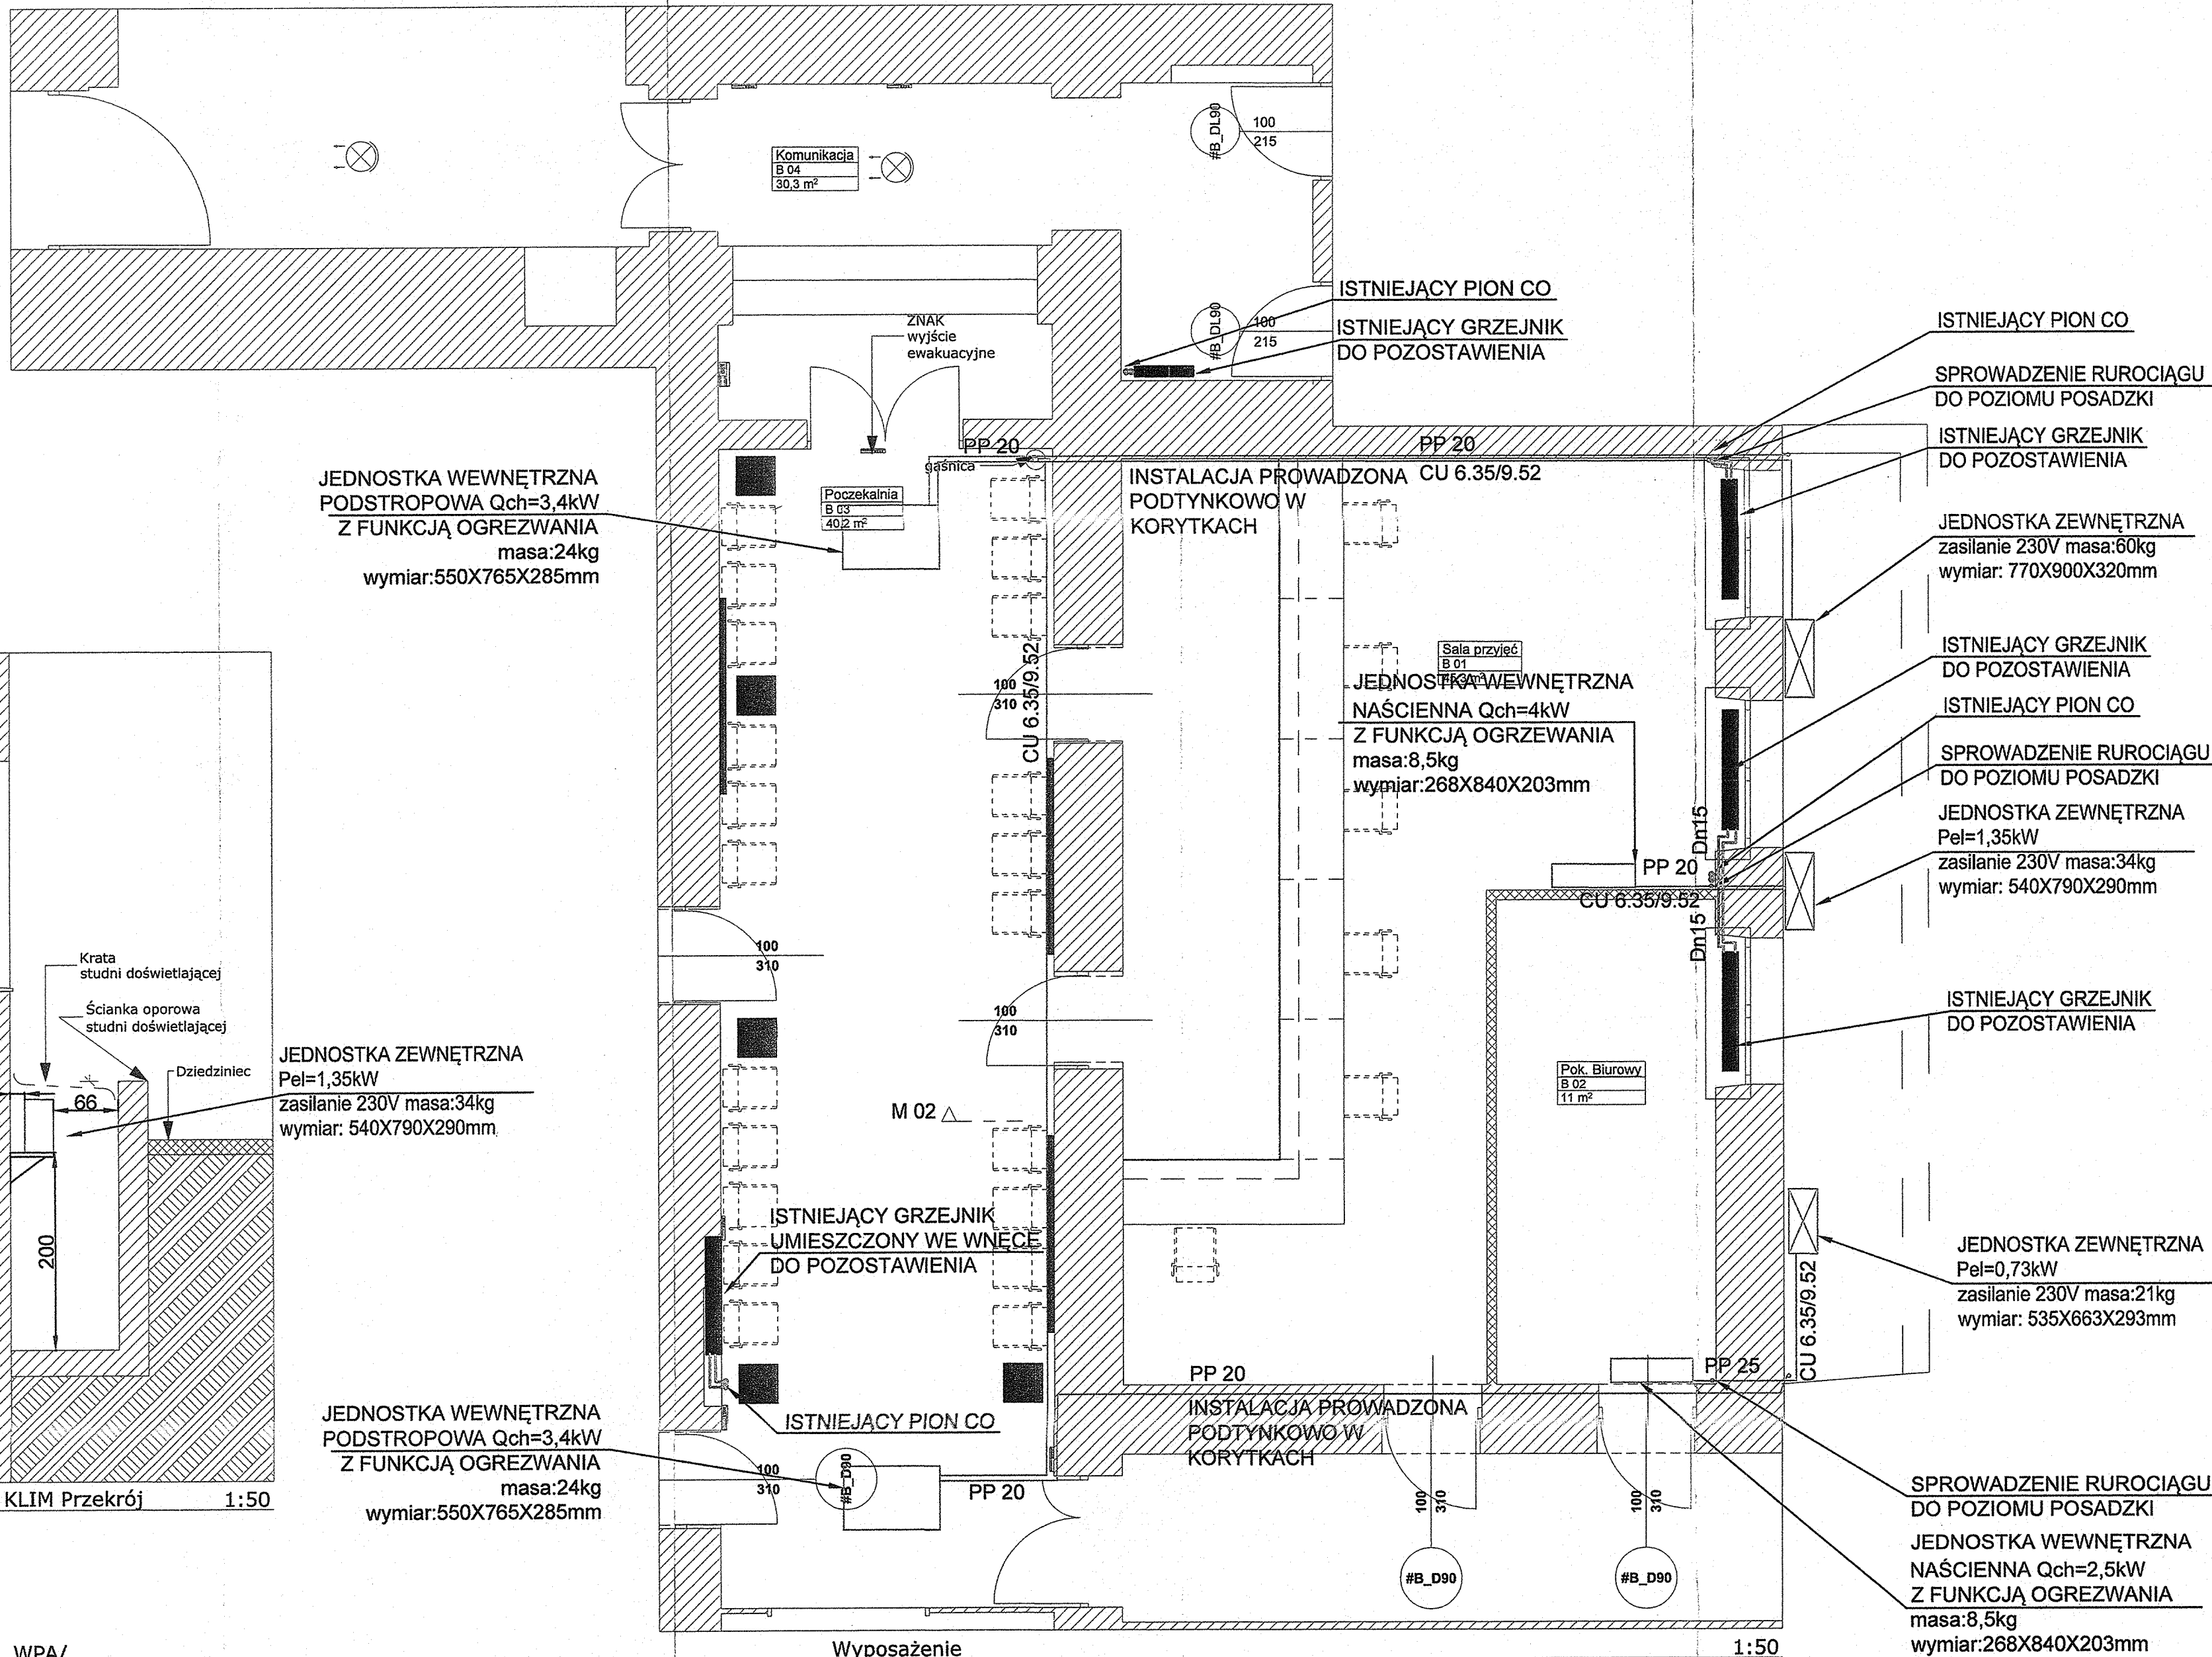 Komunikacja
B 04
30,3 m²
#B_DL90
100
215
#B_DL90
100
215
ZNAK
wyjście
ewakuacyjne
ISTNIEJĄCY PION CO
ISTNIEJĄCY GRZEJNIK
DO POZOSTAWIENIA
ISTNIEJĄCY PION CO
SPROWADZENIE RUROCIĄGU
DO POZIOMU POSADZKI
ISTNIEJĄCY GRZEJNIK
DO POZOSTAWIENIA
JEDNOSTKA ZEWNĘTRZNA
zasilanie 230V masa:60kg
wymiar: 770X900X320mm
ISTNIEJĄCY GRZEJNIK
DO POZOSTAWIENIA
ISTNIEJĄCY PION CO
SPROWADZENIE RUROCIĄGU
DO POZIOMU POSADZKI
JEDNOSTKA ZEWNĘTRZNA
Pel=1,35kW
zasilanie 230V masa:34kg
wymiar: 540X790X290mm
ISTNIEJĄCY GRZEJNIK
DO POZOSTAWIENIA
JEDNOSTKA ZEWNĘTRZNA
Pel=0,73kW
zasilanie 230V masa:21kg
wymiar: 535X663X293mm
SPROWADZENIE RUROCIĄGU
DO POZIOMU POSADZKI
JEDNOSTKA WEWNĘTRZNA
NAŚCIENNA Qch=2,5kW
Z FUNKCJĄ OGREZWANIA
masa:8,5kg
wymiar:268X840X203mm
JEDNOSTKA WEWNĘTRZNA
PODSTROPOWA Qch=3,4kW
Z FUNKCJĄ OGREZWANIA
masa:24kg
wymiar:550X765X285mm
PP 20
gaśnica
Poczekalnia
B 03
40,2 m²
PP 20
CU 6.35/9.52
INSTALACJA PROWADZONA
PODTYNKOWO W
KORYTKACH
CU 6.35/9.52
100
310
Sala przyjęć
B 01
JEDNOSTKA WEWNĘTRZNA
NAŚCIENNA Qch=4kW
Z FUNKCJĄ OGRZEWANIA
masa:8,5kg
wymiar:268X840X203mm
Dn15
PP 20
CU 6.35/9.52
Dn15
100
310
100
310
Pok. Biurowy
B 02
11 m²
M 02
Krata
studni doświetlającej
Ścianka oporowa
studni doświetlającej
Dziedziniec
JEDNOSTKA ZEWNĘTRZNA
Pel=1,35kW
zasilanie 230V masa:34kg
wymiar: 540X790X290mm
66
200
KLIM Przekrój 1:50
ISTNIEJĄCY GRZEJNIK
UMIESZCZONY WE WNĘCE
DO POZOSTAWIENIA
ISTNIEJĄCY PION CO
JEDNOSTKA WEWNĘTRZNA
PODSTROPOWA Qch=3,4kW
Z FUNKCJĄ OGREZWANIA
masa:24kg
wymiar:550X765X285mm
100
310
#B_D90
PP 20
PP 20
INSTALACJA PROWADZONA
PODTYNKOWO W
KORYTKACH
PP 25
CU 6.35/9.52
100
310
100
310
#B_D90
#B_D90
WPA/
Wyposażenie
1:50